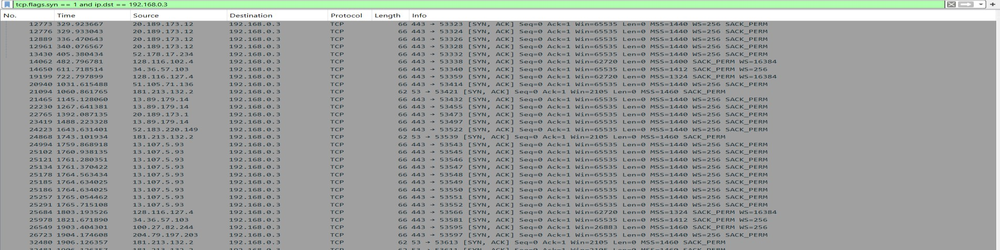 tcp.flags.syn == 1 and ip.dst == 192.168.0.3
No. Time Source Destination Protocol Length Info
12773 329.923667 20.189.173.12 192.168.0.3 TCP 66 443 → 53323 [SYN, ACK] Seq=0 Ack=1 Win=65535 Len=0 MSS=1440 WS=256 SACK_PERM
12776 329.933043 20.189.173.12 192.168.0.3 TCP 66 443 → 53324 [SYN, ACK] Seq=0 Ack=1 Win=65535 Len=0 MSS=1440 WS=256 SACK_PERM
12889 336.470643 20.189.173.12 192.168.0.3 TCP 66 443 → 53326 [SYN, ACK] Seq=0 Ack=1 Win=65535 Len=0 MSS=1440 WS=256 SACK_PERM
12961 340.076567 20.189.173.12 192.168.0.3 TCP 66 443 → 53328 [SYN, ACK] Seq=0 Ack=1 Win=65535 Len=0 MSS=1440 WS=256 SACK_PERM
13430 405.380434 52.178.17.234 192.168.0.3 TCP 66 443 → 53332 [SYN, ACK] Seq=0 Ack=1 Win=65535 Len=0 MSS=1440 WS=256 SACK_PERM
14062 482.796781 128.116.102.4 192.168.0.3 TCP 66 443 → 53338 [SYN, ACK] Seq=0 Ack=1 Win=62720 Len=0 MSS=1400 SACK_PERM WS=16384
14650 611.718514 34.36.57.103 192.168.0.3 TCP 66 443 → 53340 [SYN, ACK] Seq=0 Ack=1 Win=65535 Len=0 MSS=1412 SACK_PERM WS=256
19199 722.797899 128.116.127.4 192.168.0.3 TCP 66 443 → 53359 [SYN, ACK] Seq=0 Ack=1 Win=62720 Len=0 MSS=1324 SACK_PERM WS=16384
20940 1031.615488 51.105.71.136 192.168.0.3 TCP 66 443 → 53414 [SYN, ACK] Seq=0 Ack=1 Win=65535 Len=0 MSS=1440 WS=256 SACK_PERM
21094 1060.861765 181.213.132.2 192.168.0.3 TCP 62 53 → 53421 [SYN, ACK] Seq=0 Ack=1 Win=2105 Len=0 MSS=1460 SACK_PERM
21465 1145.128060 13.89.179.14 192.168.0.3 TCP 66 443 → 53432 [SYN, ACK] Seq=0 Ack=1 Win=65535 Len=0 MSS=1440 WS=256 SACK_PERM
22230 1267.641381 13.89.179.14 192.168.0.3 TCP 66 443 → 53455 [SYN, ACK] Seq=0 Ack=1 Win=65535 Len=0 MSS=1440 WS=256 SACK_PERM
22765 1392.087135 20.189.173.1 192.168.0.3 TCP 66 443 → 53473 [SYN, ACK] Seq=0 Ack=1 Win=65535 Len=0 MSS=1440 WS=256 SACK_PERM
23419 1488.223328 13.89.179.14 192.168.0.3 TCP 66 443 → 53497 [SYN, ACK] Seq=0 Ack=1 Win=65535 Len=0 MSS=1440 WS=256 SACK_PERM
24223 1643.631401 52.183.220.149 192.168.0.3 TCP 66 443 → 53522 [SYN, ACK] Seq=0 Ack=1 Win=65535 Len=0 MSS=1440 WS=256 SACK_PERM
24868 1743.101934 181.213.132.2 192.168.0.3 TCP 62 53 → 53539 [SYN, ACK] Seq=0 Ack=1 Win=2105 Len=0 MSS=1460 SACK_PERM
24994 1759.868918 13.107.5.93 192.168.0.3 TCP 66 443 → 53543 [SYN, ACK] Seq=0 Ack=1 Win=65535 Len=0 MSS=1440 WS=256 SACK_PERM
25102 1760.938135 13.107.5.93 192.168.0.3 TCP 66 443 → 53545 [SYN, ACK] Seq=0 Ack=1 Win=65535 Len=0 MSS=1440 WS=256 SACK_PERM
25121 1761.280351 13.107.5.93 192.168.0.3 TCP 66 443 → 53546 [SYN, ACK] Seq=0 Ack=1 Win=65535 Len=0 MSS=1440 WS=256 SACK_PERM
25134 1761.370422 13.107.5.93 192.168.0.3 TCP 66 443 → 53547 [SYN, ACK] Seq=0 Ack=1 Win=65535 Len=0 MSS=1440 WS=256 SACK_PERM
25178 1764.563434 13.107.5.93 192.168.0.3 TCP 66 443 → 53548 [SYN, ACK] Seq=0 Ack=1 Win=65535 Len=0 MSS=1440 WS=256 SACK_PERM
25185 1764.634025 13.107.5.93 192.168.0.3 TCP 66 443 → 53549 [SYN, ACK] Seq=0 Ack=1 Win=65535 Len=0 MSS=1440 WS=256 SACK_PERM
25186 1764.634025 13.107.5.93 192.168.0.3 TCP 66 443 → 53550 [SYN, ACK] Seq=0 Ack=1 Win=65535 Len=0 MSS=1440 WS=256 SACK_PERM
25257 1765.054462 13.107.5.93 192.168.0.3 TCP 66 443 → 53551 [SYN, ACK] Seq=0 Ack=1 Win=65535 Len=0 MSS=1440 WS=256 SACK_PERM
25291 1765.715108 13.107.5.93 192.168.0.3 TCP 66 443 → 53552 [SYN, ACK] Seq=0 Ack=1 Win=65535 Len=0 MSS=1440 WS=256 SACK_PERM
25684 1803.193526 128.116.127.4 192.168.0.3 TCP 66 443 → 53566 [SYN, ACK] Seq=0 Ack=1 Win=62720 Len=0 MSS=1324 SACK_PERM WS=16384
25978 1821.671890 34.36.57.103 192.168.0.3 TCP 66 443 → 53581 [SYN, ACK] Seq=0 Ack=1 Win=65535 Len=0 MSS=1412 SACK_PERM WS=256
26549 1903.404301 100.27.82.244 192.168.0.3 TCP 66 443 → 53595 [SYN, ACK] Seq=0 Ack=1 Win=26883 Len=0 MSS=1460 SACK_PERM WS=256
26723 1904.174608 204.79.197.203 192.168.0.3 TCP 66 443 → 53597 [SYN, ACK] Seq=0 Ack=1 Win=65535 Len=0 MSS=1440 WS=256 SACK_PERM
32480 1906.126357 181.213.132.2 192.168.0.3 TCP 62 53 → 53613 [SYN, ACK] Seq=0 Ack=1 Win=2105 Len=0 MSS=1460 SACK_PERM